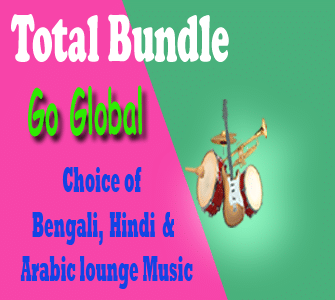 Total Bundle
Go Global
Choice of
Bengali, Hindi &
Arabic lounge Music